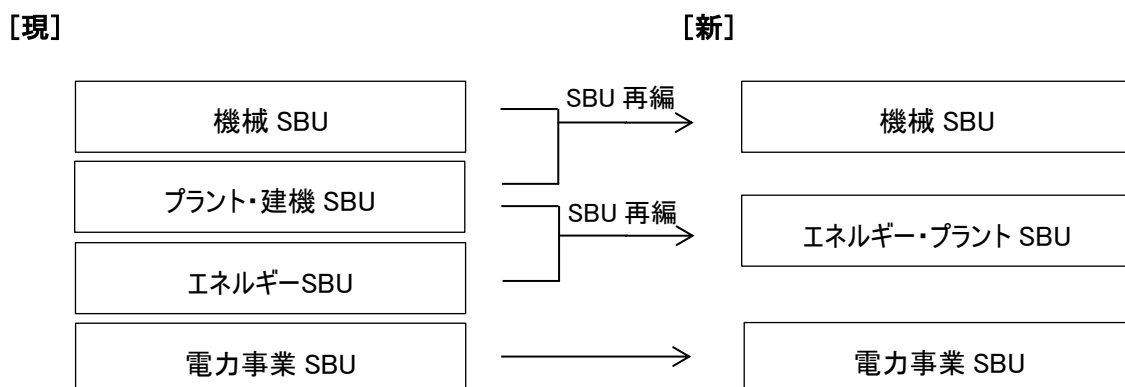 [現]
[新]
機械 SBU
SBU 再編
機械 SBU
プラント・建機 SBU
SBU 再編
エネルギー・プラント SBU
エネルギーSBU
電力事業 SBU
電力事業 SBU